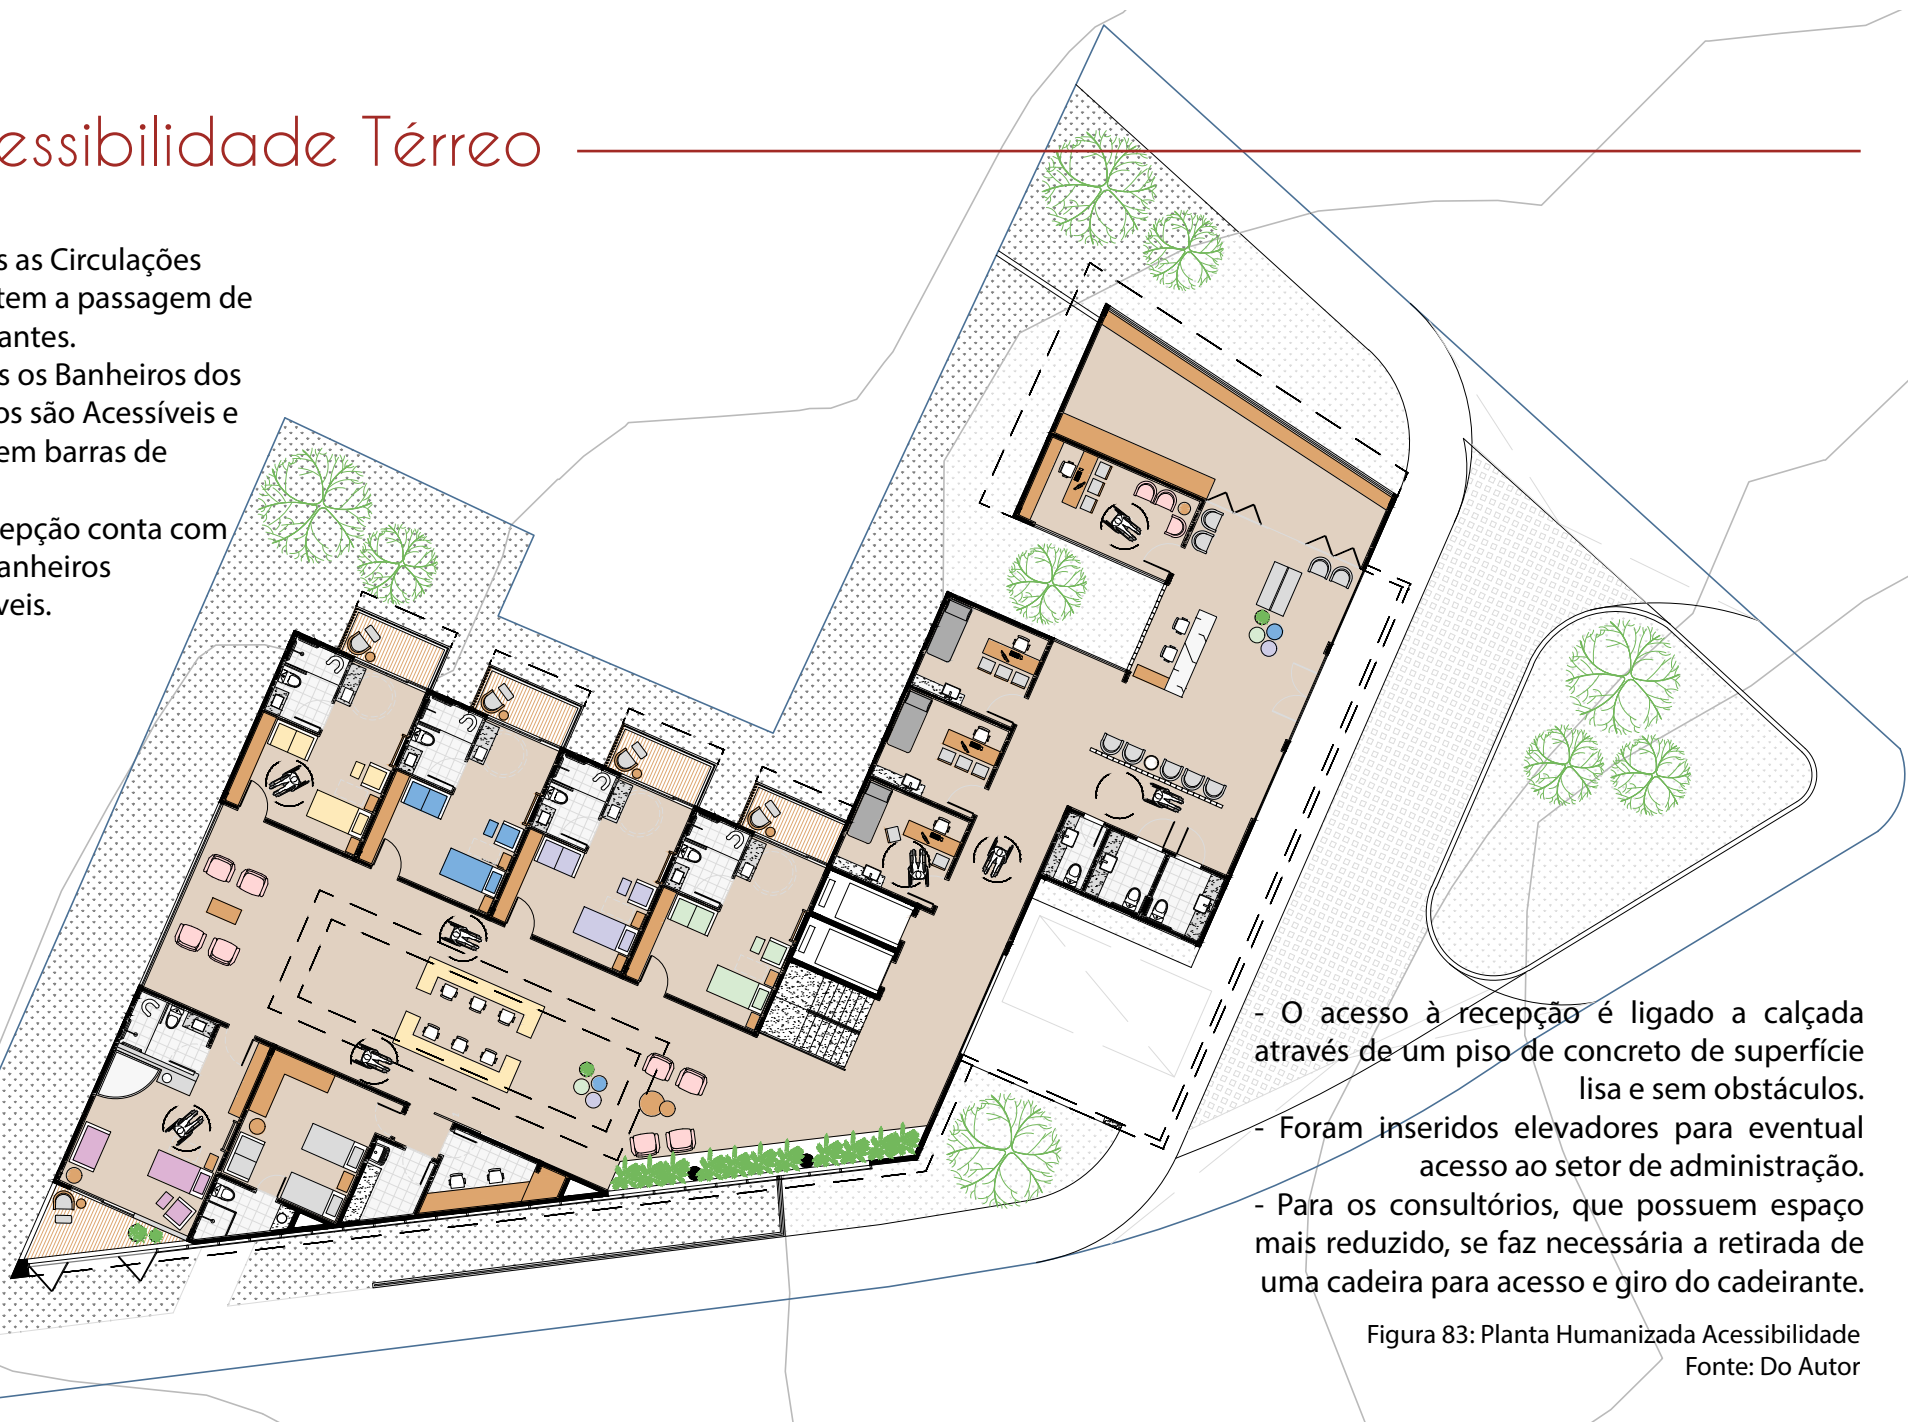 essibilidade Térreo
s as Circulações
tem a passagem de
antes.
s os Banheiros dos
os são Acessíveis e
em barras de
epção conta com
anheiros
veis.
- O acesso à recepção é ligado a calçada
através de um piso de concreto de superfície
lisa e sem obstáculos.
- Foram inseridos elevadores para eventual
acesso ao setor de administração.
- Para os consultórios, que possuem espaço
mais reduzido, se faz necessária a retirada de
uma cadeira para acesso e giro do cadeirante.
Figura 83: Planta Humanizada Acessibilidade
Fonte: Do Autor